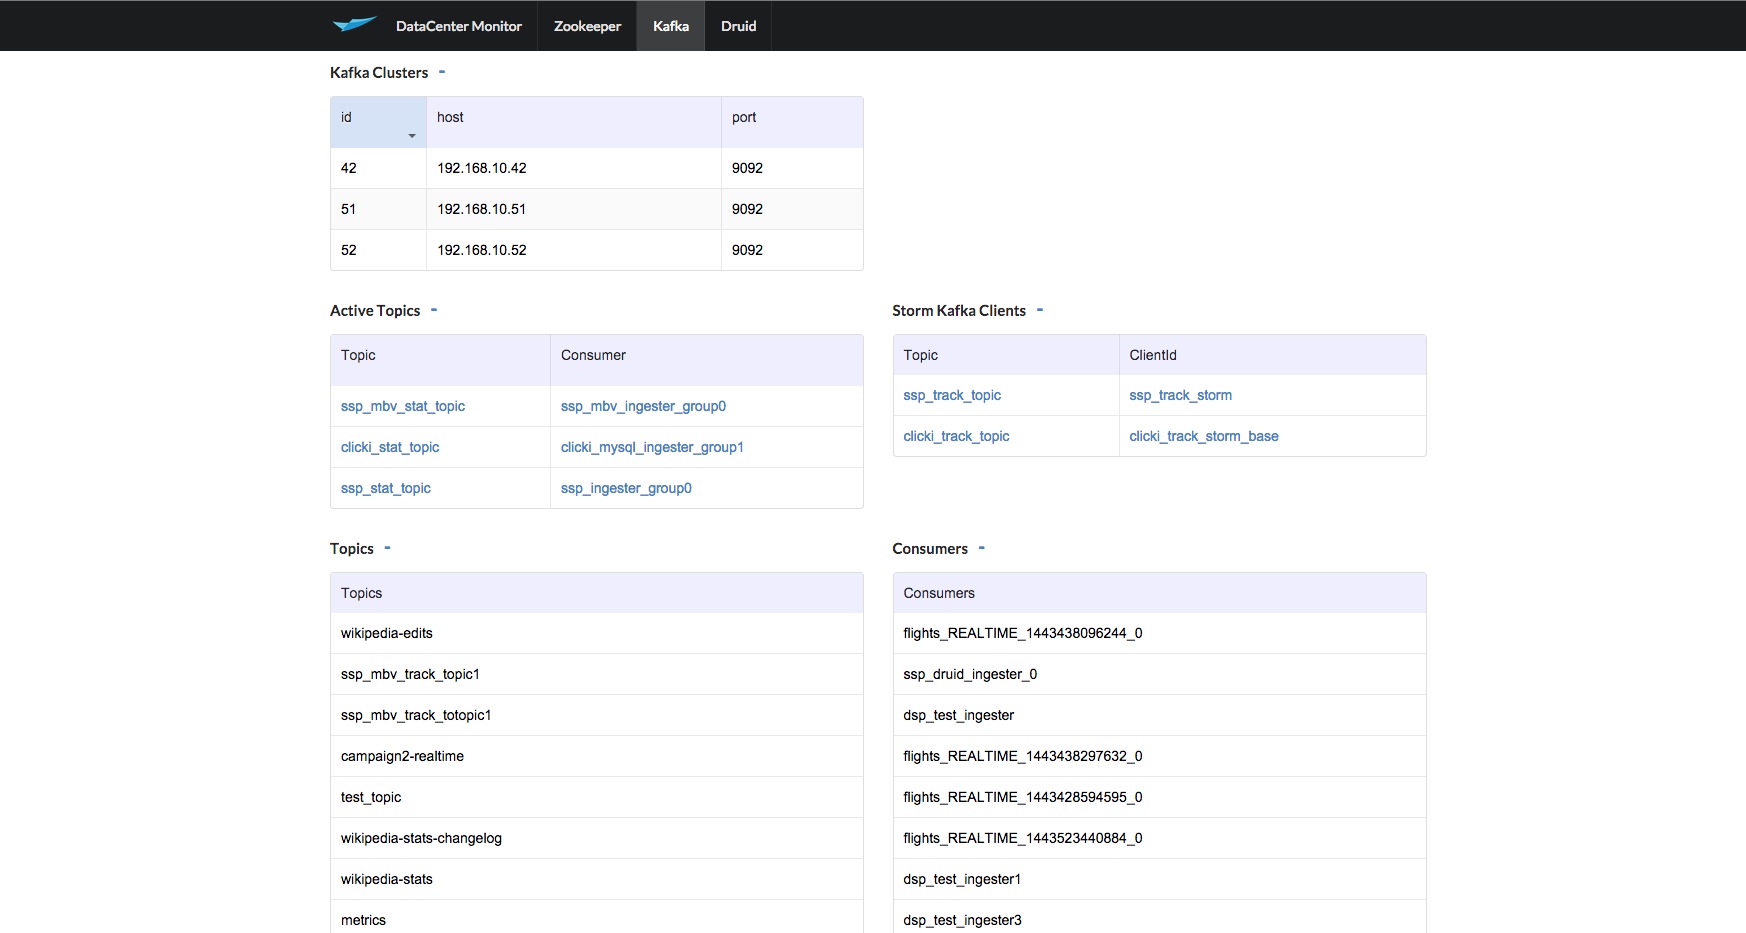 DataCenter Monitor Zookeeper Kafka Druid
Kafka Clusters -
id host port
42 192.168.10.42 9092
51 192.168.10.51 9092
52 192.168.10.52 9092
Active Topics -
Topic Consumer
ssp_mbv_stat_topic ssp_mbv_ingester_group0
clicki_stat_topic clicki_mysql_ingester_group1
ssp_stat_topic ssp_ingester_group0
Storm Kafka Clients -
Topic ClientId
ssp_track_topic ssp_track_storm
clicki_track_topic clicki_track_storm_base
Topics -
Topics
wikipedia-edits
ssp_mbv_track_topic1
ssp_mbv_track_totopic1
campaign2-realtime
test_topic
wikipedia-stats-changelog
wikipedia-stats
metrics
Consumers -
Consumers
flights_REALTIME_1443438096244_0
ssp_druid_ingester_0
dsp_test_ingester
flights_REALTIME_1443438297632_0
flights_REALTIME_1443428594595_0
flights_REALTIME_1443523440884_0
dsp_test_ingester1
dsp_test_ingester3